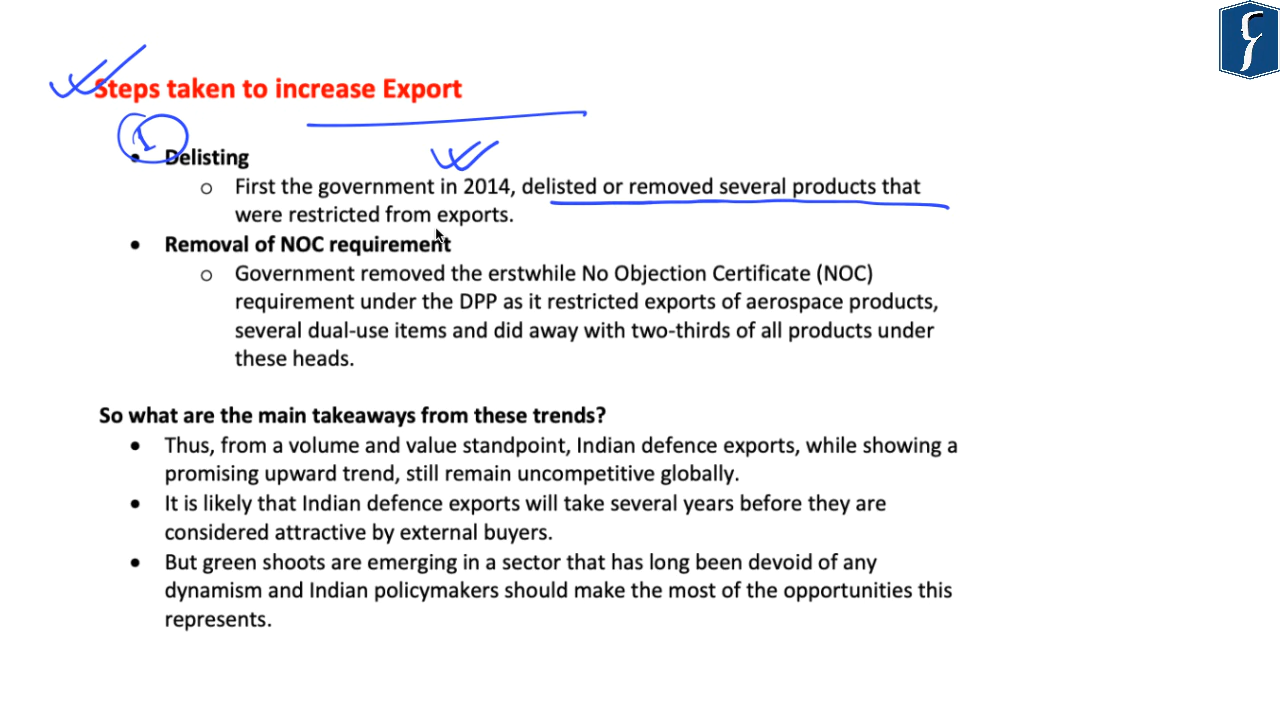 Steps taken to increase Export
1
• Delisting
o First the government in 2014, delisted or removed several products that
were restricted from exports.
• Removal of NOC requirement
o Government removed the erstwhile No Objection Certificate (NOC)
requirement under the DPP as it restricted exports of aerospace products,
several dual-use items and did away with two-thirds of all products under
these heads.
So what are the main takeaways from these trends?
• Thus, from a volume and value standpoint, Indian defence exports, while showing a
promising upward trend, still remain uncompetitive globally.
• It is likely that Indian defence exports will take several years before they are
considered attractive by external buyers.
• But green shoots are emerging in a sector that has long been devoid of any
dynamism and Indian policymakers should make the most of the opportunities this
represents.